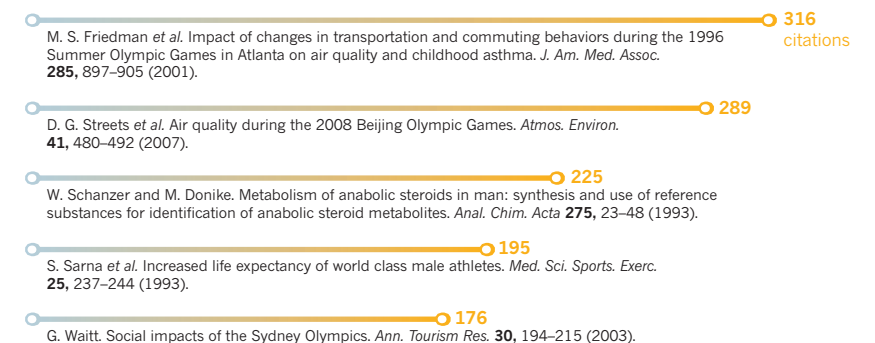 316
citations
M. S. Friedman et al. Impact of changes in transportation and commuting behaviors during the 1996
Summer Olympic Games in Atlanta on air quality and childhood asthma. J. Am. Med. Assoc.
285, 897–905 (2001).
289
D. G. Streets et al. Air quality during the 2008 Beijing Olympic Games. Atmos. Environ.
41, 480–492 (2007).
225
W. Schanzer and M. Donike. Metabolism of anabolic steroids in man: synthesis and use of reference
substances for identification of anabolic steroid metabolites. Anal. Chim. Acta 275, 23–48 (1993).
195
S. Sarna et al. Increased life expectancy of world class male athletes. Med. Sci. Sports. Exerc.
25, 237–244 (1993).
176
G. Waitt. Social impacts of the Sydney Olympics. Ann. Tourism Res. 30, 194–215 (2003).